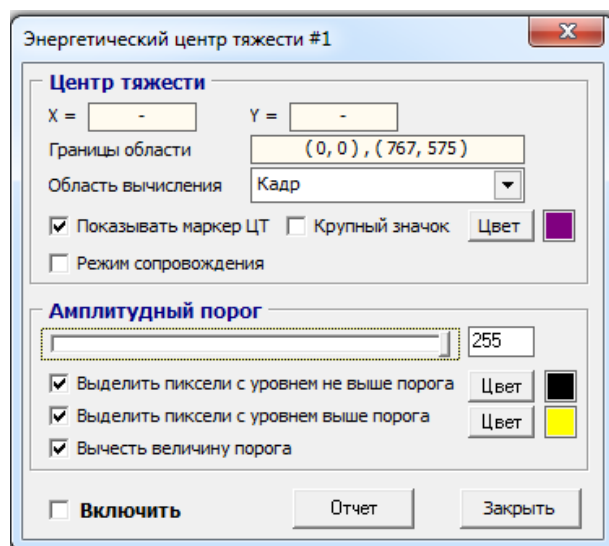 Энергетический центр тяжести #1
Центр тяжести
X = - Y = -
Границы области ( 0, 0 ) , ( 767, 575 )
Область вычисления Кадр
Показывать маркер ЦТ Крупный значок Цвет
Режим сопровождения
Амплитудный порог
255
Выделить пиксели с уровнем не выше порога Цвет
Выделить пиксели с уровнем выше порога Цвет
Вычесть величину порога
Включить Отчет Закрыть